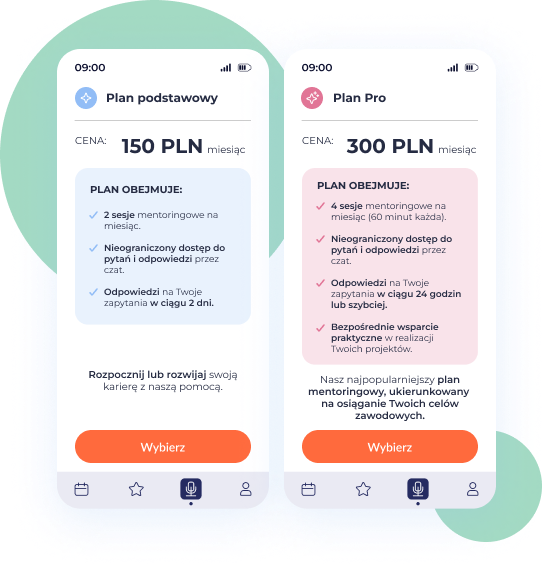 09:00
Plan podstawowy
CENA:
150 PLN miesiąc
PLAN OBEJMUJE:
2 sesje mentoringowe na
miesiąc.
Nieograniczony dostęp do
pytań i odpowiedzi przez
czat.
Odpowiedzi na Twoje
zapytania w ciągu 2 dni.
Rozpocznij lub rozwijaj swoją
karierę z naszą pomocą.
Wybierz
09:00
Plan Pro
CENA:
300 PLN miesiąc
PLAN OBEJMUJE:
4 sesje mentoringowe na
miesiąc (60 minut każda).
Nieograniczony dostęp do
pytań i odpowiedzi przez
czat.
Odpowiedzi na Twoje
zapytania w ciągu 24 godzin
lub szybciej.
Bezpośrednie wsparcie
praktyczne w realizacji
Twoich projektów.
Nasz najpopularniejszy plan
mentoringowy, ukierunkowany
na osiąganie Twoich celów
zawodowych.
Wybierz